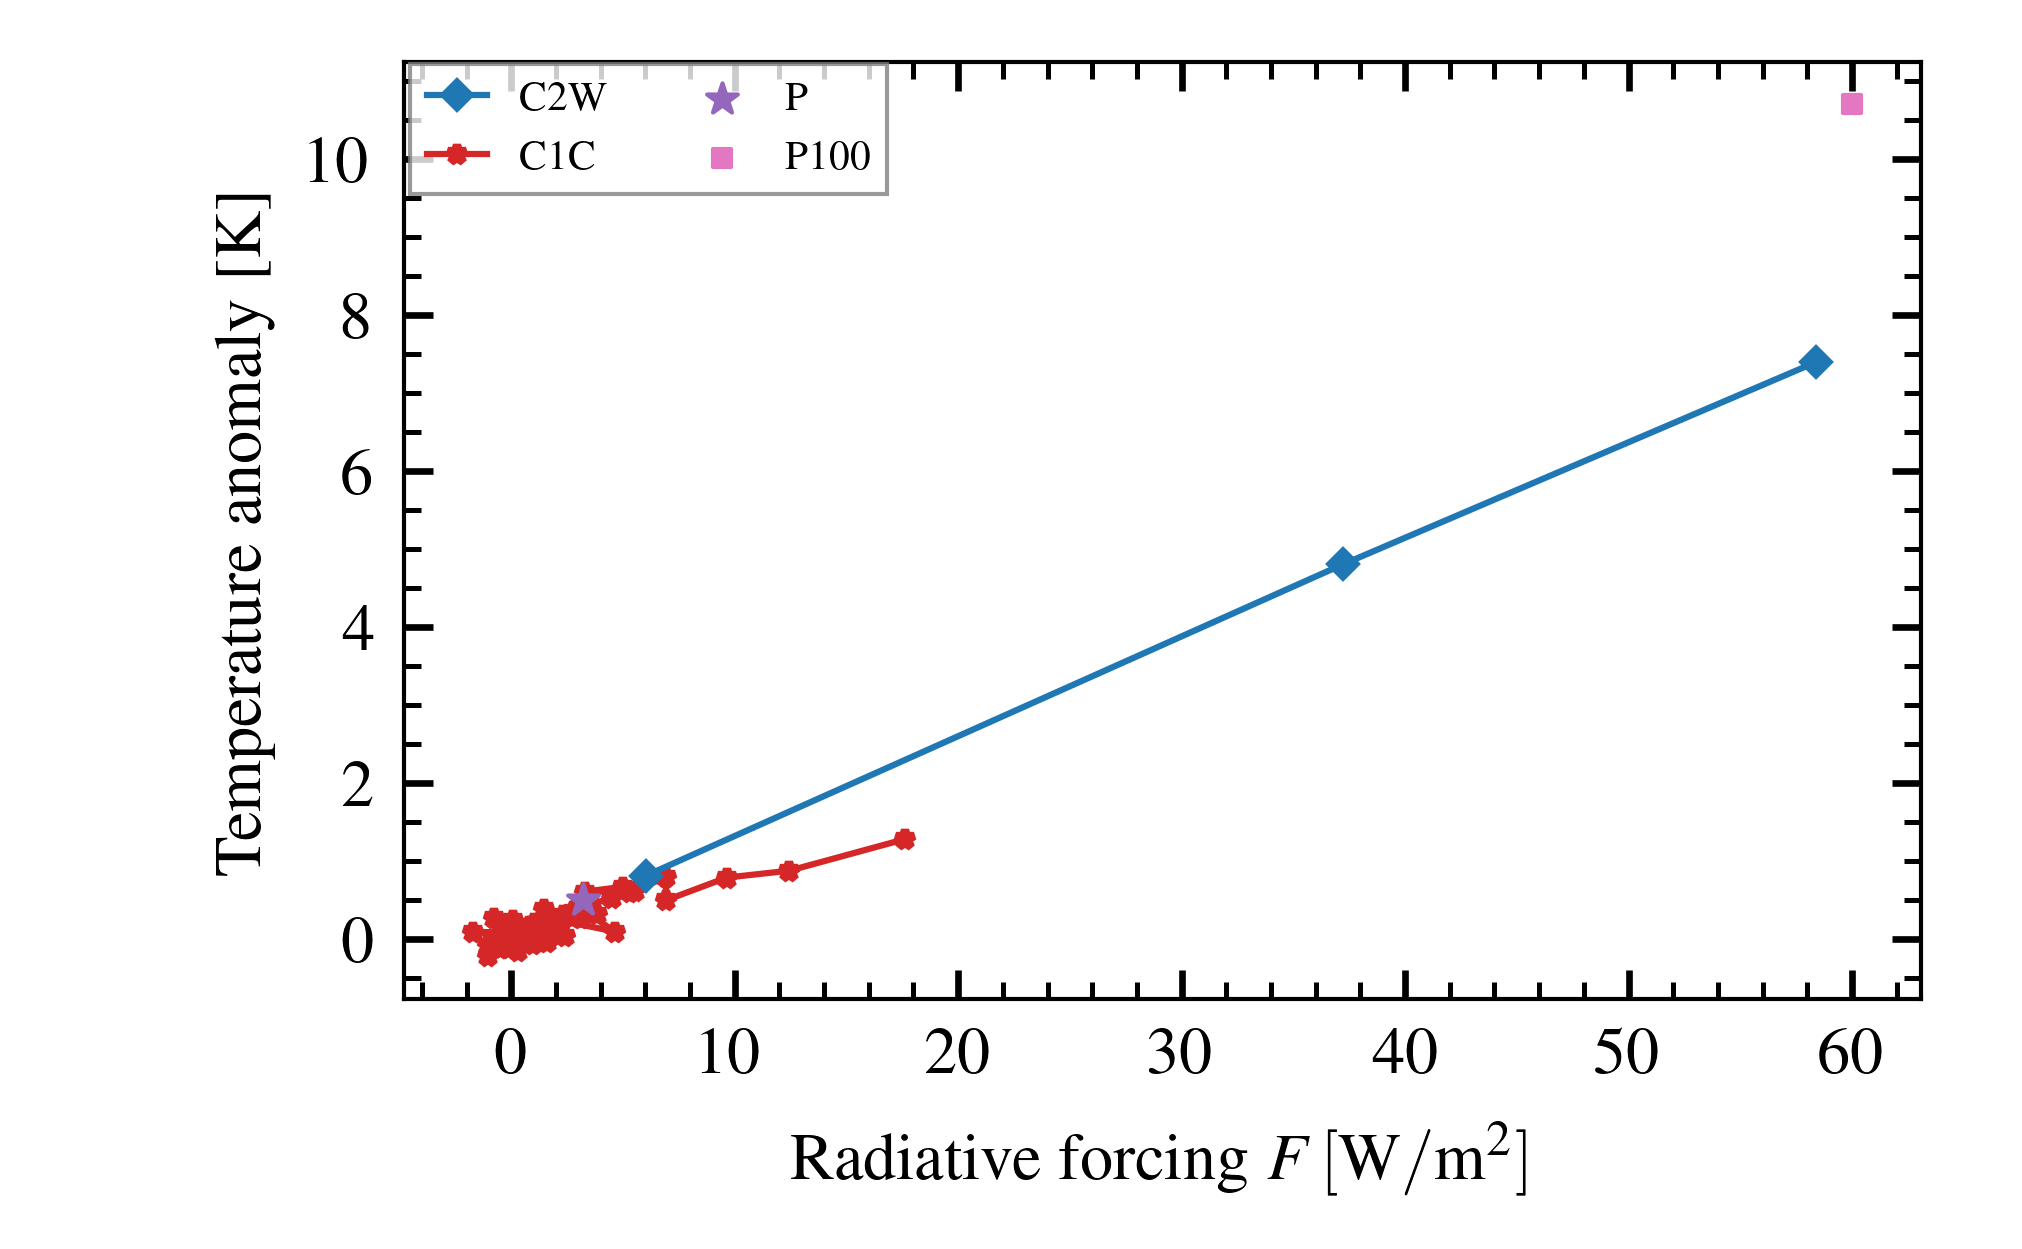 C2W
C1C
P
P100
10
8
6
4
2
0
Temperature anomaly [K]
0 10 20 30 40 50 60
Radiative forcing F [W/m²]